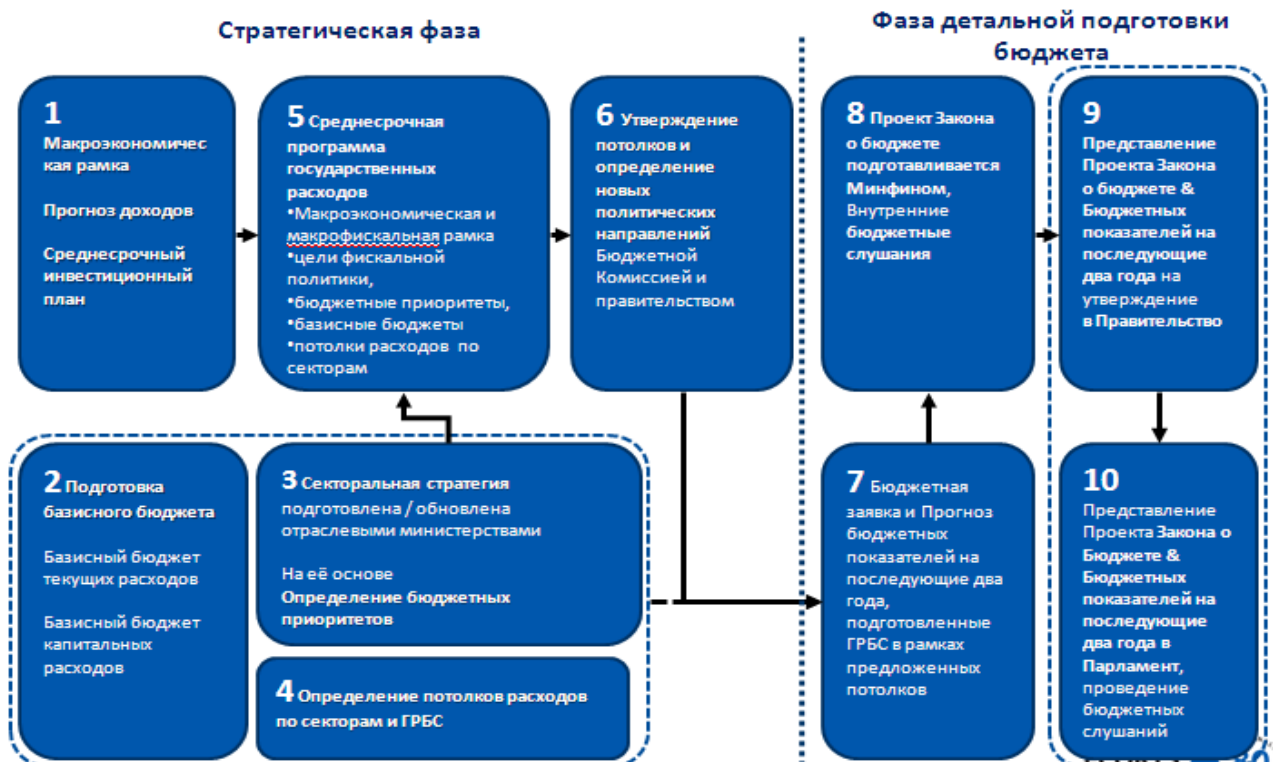 Стратегическая фаза
Фаза детальной подготовки
бюджета
1
Макроэкономичес
кая рамка
Прогноз доходов
Среднесрочный
инвестиционный
план
5 Среднесрочная
программа
государственных
расходов
•Макроэкономическая и
макрофискальная рамка
•цели фискальной
политики,
•бюджетные приоритеты,
•базисные бюджеты
•потолки расходов по
секторам
6 Утверждение
потолков и
определение
новых
политических
направлений
Бюджетной
Комиссией и
правительством
8 Проект Закона
о бюджете
подготавливается
Минфином,
Внутренние
бюджетные
слушания
9
Представление
Проекта Закона
о бюджете &
Бюджетных
показателей на
последующие
два года на
утверждение
в Правительство
2 Подготовка
базисного бюджета
Базисный бюджет
текущих расходов
Базисный бюджет
капитальных
расходов
3 Секторальная стратегия
подготовлена / обновлена
отраслевыми министерствами
На её основе
Определение бюджетных
приоритетов
4 Определение потолков расходов
по секторам и ГРБС
7 Бюджетная
заявка и Прогноз
бюджетных
показателей на
последующие два
года,
подготовленные
ГРБС в рамках
предложенных
потолков
10
Представление
Проекта Закона о
Бюджете &
Бюджетных
показателей на
последующие
два года в
Парламент,
проведение
бюджетных
слушаний